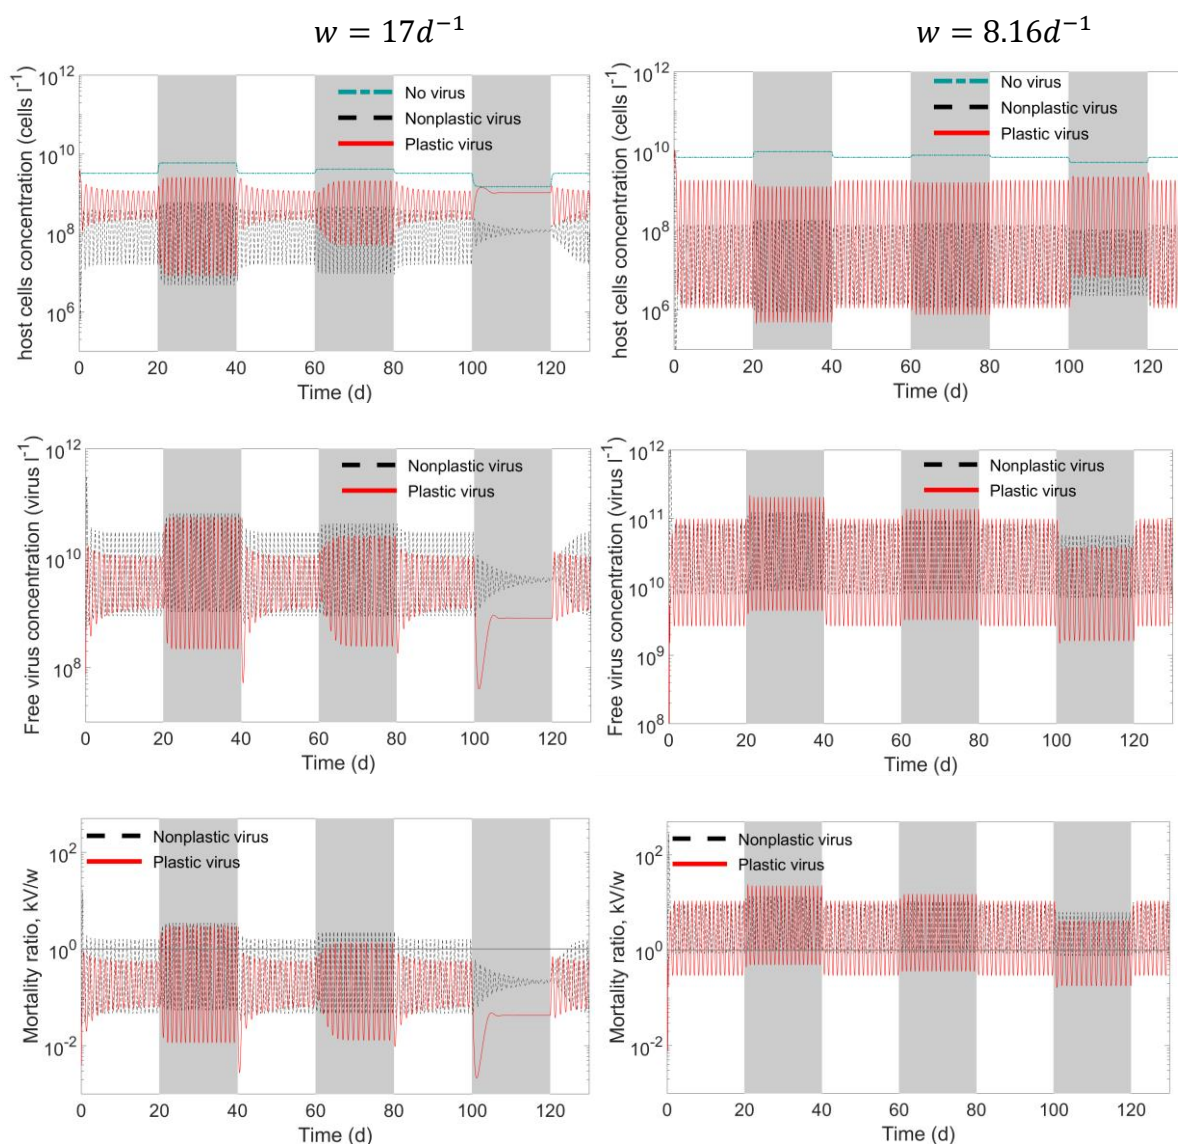 w = 17d⁻¹
w = 8.16d⁻¹
host cells concentration (cells l⁻¹)
10¹²
10¹⁰
10⁸
10⁶
No virus
Nonplastic virus
Plastic virus
0 20 40 60 80 100 120
Time (d)
host cells concentration (cells l⁻¹)
10¹²
10¹⁰
10⁸
10⁶
No virus
Nonplastic virus
Plastic virus
0 20 40 60 80 100 120
Time (d)
Free virus concentration (virus l⁻¹)
10¹²
10¹⁰
10⁸
Nonplastic virus
Plastic virus
0 20 40 60 80 100 120
Time (d)
Free virus concentration (virus l⁻¹)
10¹²
10¹¹
10¹⁰
10⁹
10⁸
Nonplastic virus
Plastic virus
0 20 40 60 80 100 120
Time (d)
Mortality ratio, kV/w
10²
10⁰
10⁻²
Nonplastic virus
Plastic virus
0 20 40 60 80 100 120
Time (d)
Mortality ratio, kV/w
10²
10⁰
10⁻²
Nonplastic virus
Plastic virus
0 20 40 60 80 100 120
Time (d)